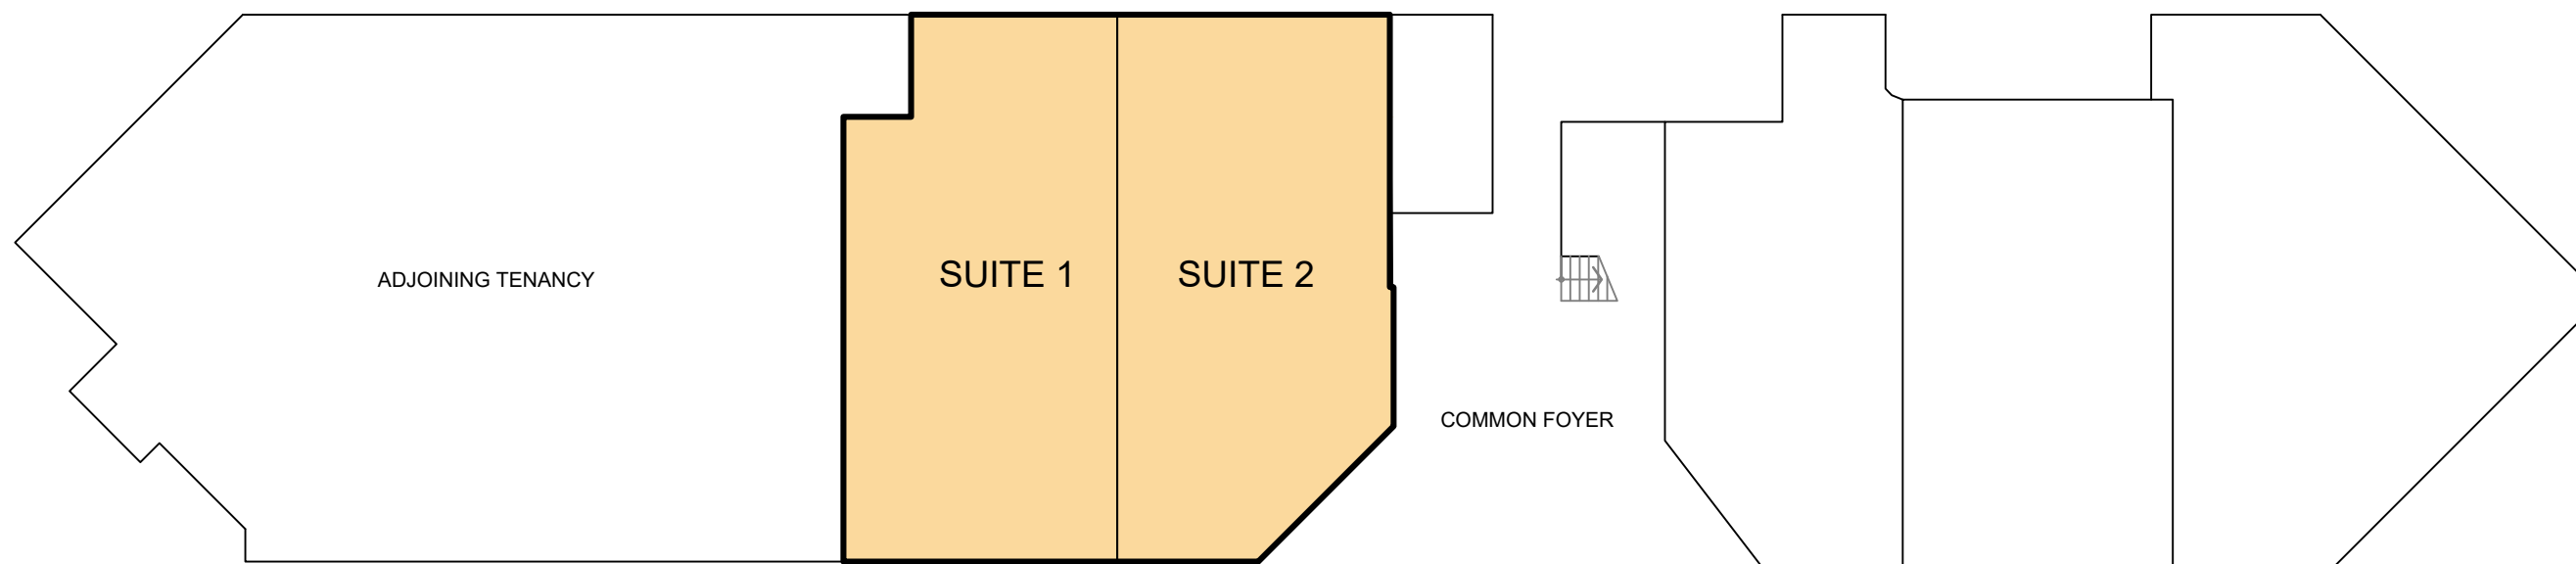 SUITE 1
SUITE 2
ADJOINING TENANCY
COMMON FOYER